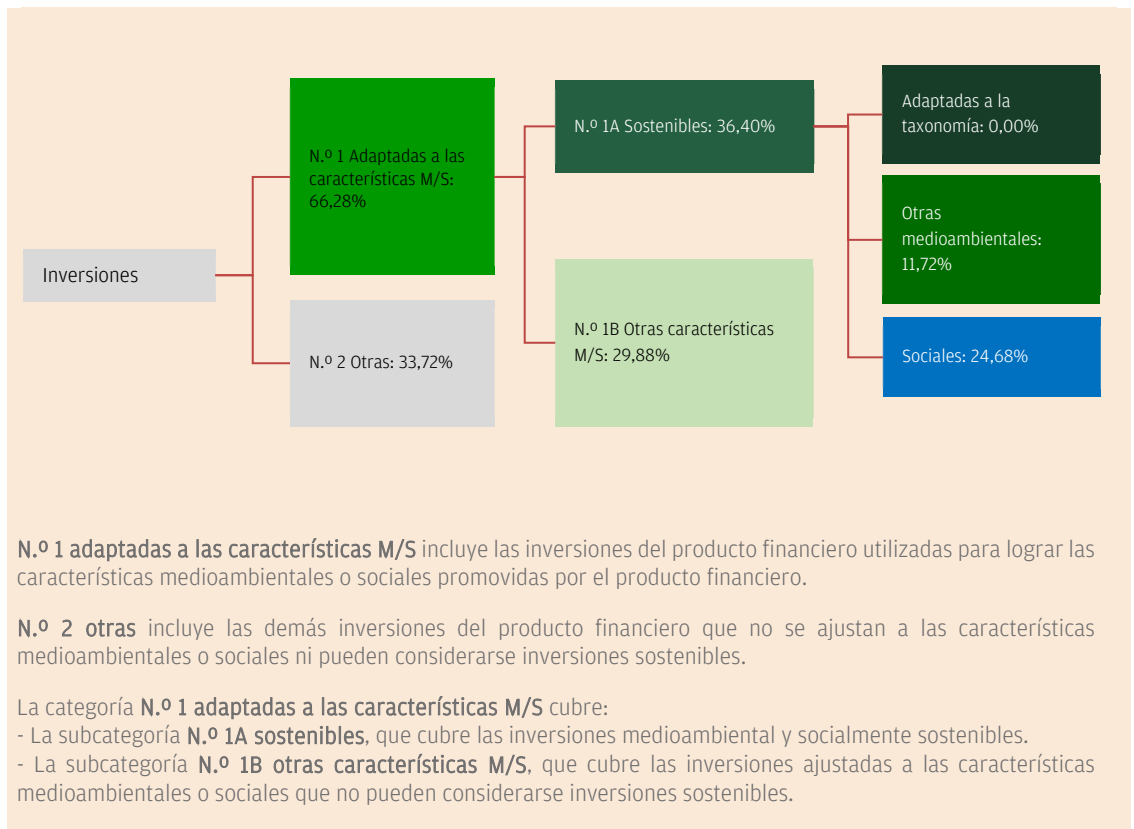 Inversiones
N.º 1 Adaptadas a las
características M/S:
66,28%
N.º 2 Otras: 33,72%
N.º 1A Sostenibles: 36,40%
N.º 1B Otras características
M/S: 29,88%
Adaptadas a la
taxonomía: 0,00%
Otras
medioambientales:
11,72%
Sociales: 24,68%
N.º 1 adaptadas a las características M/S incluye las inversiones del producto financiero utilizadas para lograr las
características medioambientales o sociales promovidas por el producto financiero.
N.º 2 otras incluye las demás inversiones del producto financiero que no se ajustan a las características
medioambientales o sociales ni pueden considerarse inversiones sostenibles.
La categoría N.º 1 adaptadas a las características M/S cubre:
- La subcategoría N.º 1A sostenibles, que cubre las inversiones medioambiental y socialmente sostenibles.
- La subcategoría N.º 1B otras características M/S, que cubre las inversiones ajustadas a las características
medioambientales o sociales que no pueden considerarse inversiones sostenibles.